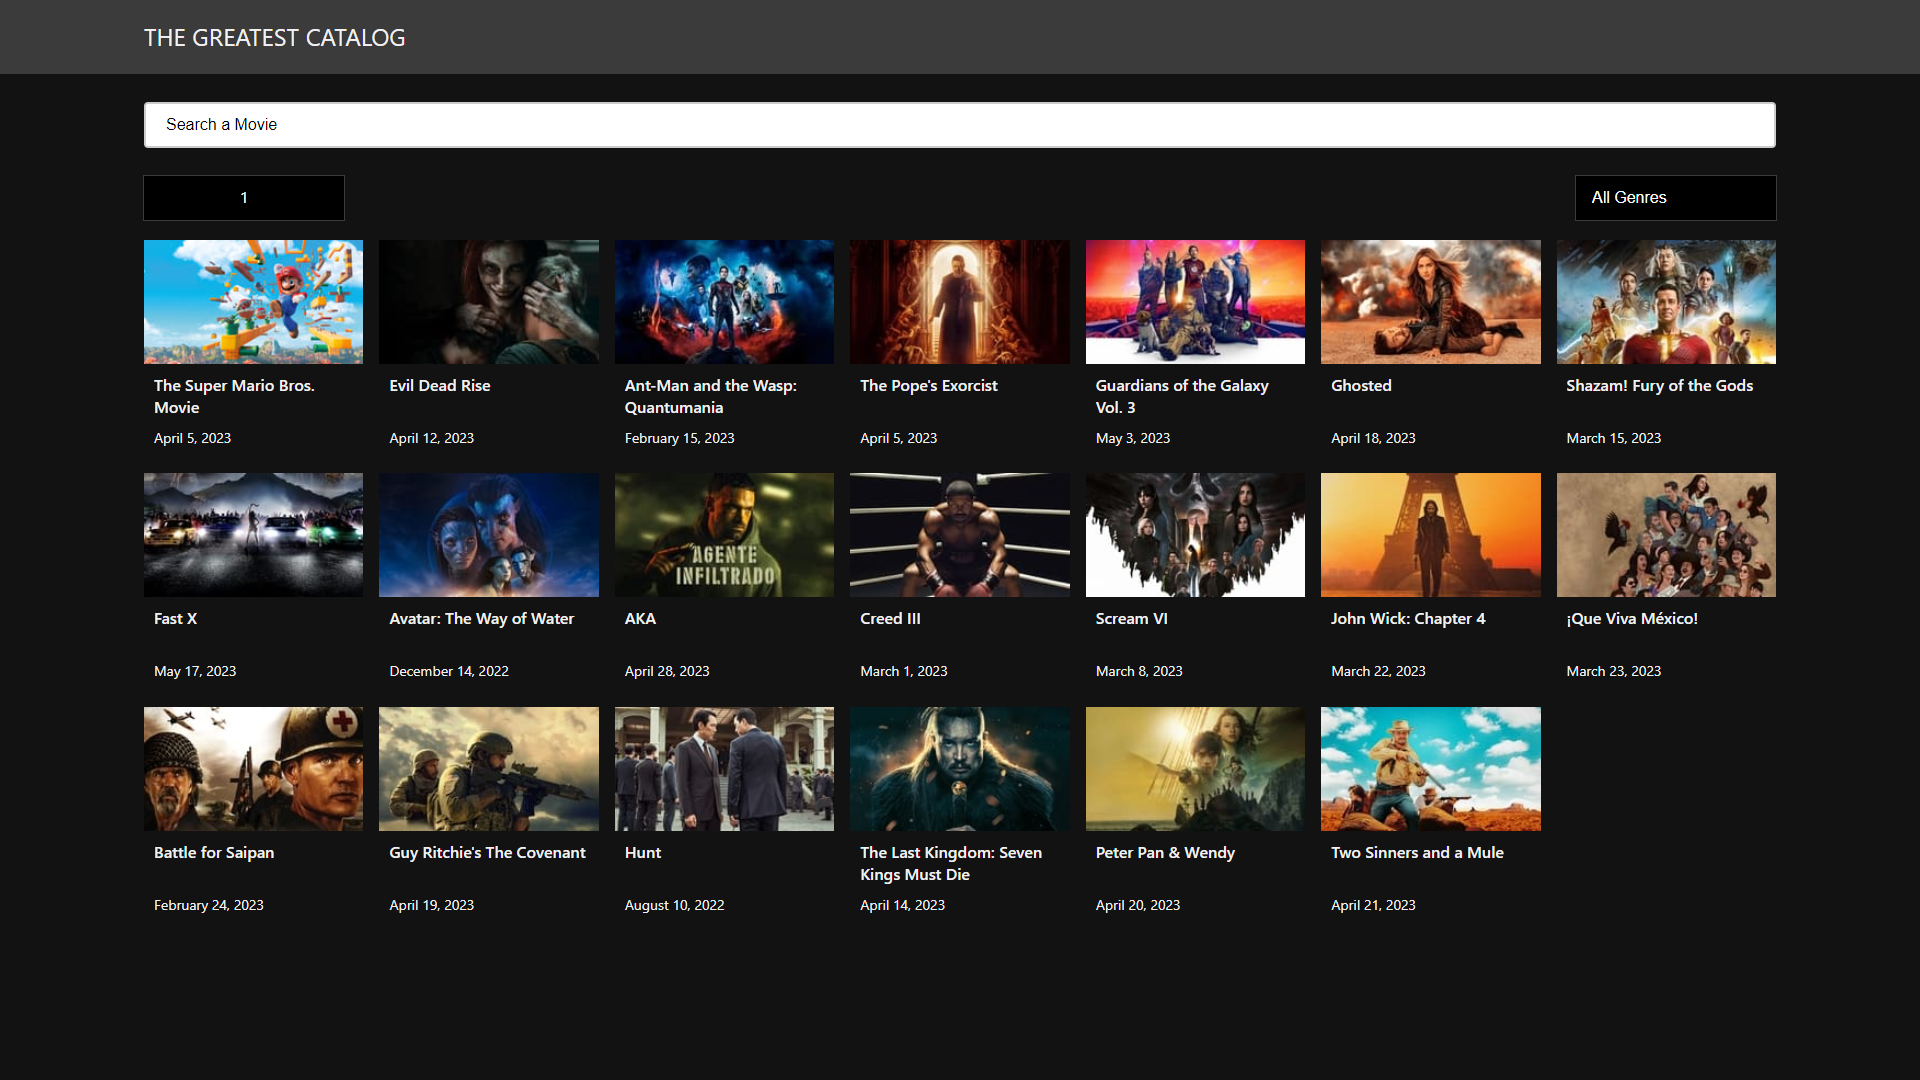 THE GREATEST CATALOG
Search a Movie
1
All Genres
The Super Mario Bros.
Movie
April 5, 2023
Evil Dead Rise
April 12, 2023
Ant-Man and the Wasp:
Quantumania
February 15, 2023
The Pope's Exorcist
April 5, 2023
Guardians of the Galaxy
Vol. 3
May 3, 2023
Ghosted
April 18, 2023
Shazam! Fury of the Gods
March 15, 2023
Fast X
May 17, 2023
Avatar: The Way of Water
December 14, 2022
AGENTE
INFILTRADO
AKA
April 28, 2023
Creed III
March 1, 2023
Scream VI
March 8, 2023
John Wick: Chapter 4
March 22, 2023
¡Que Viva México!
March 23, 2023
Battle for Saipan
February 24, 2023
Guy Ritchie's The Covenant
April 19, 2023
Hunt
August 10, 2022
The Last Kingdom: Seven
Kings Must Die
April 14, 2023
Peter Pan & Wendy
April 20, 2023
Two Sinners and a Mule
April 21, 2023